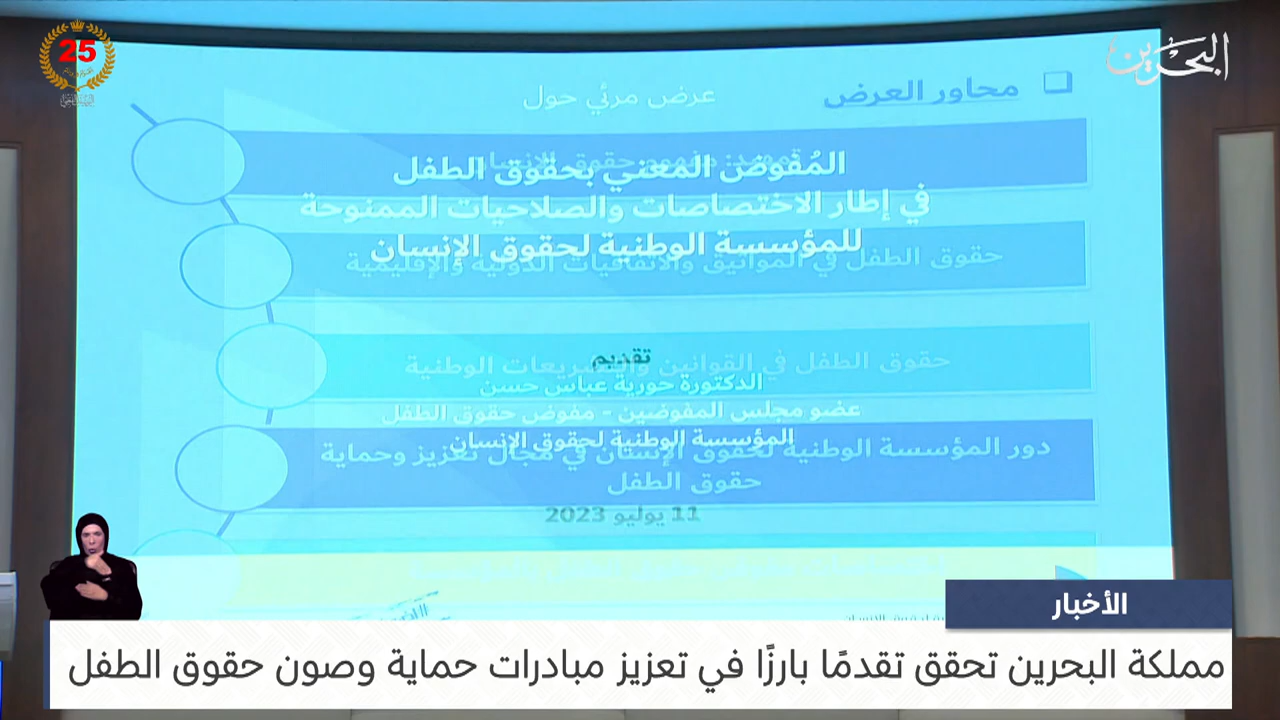 25
البحرين
محاور العرض
عرض مرئي حول
المُفوض المعني بحقوق الطفل
في إطار الاختصاصات والصلاحيات الممنوحة
للمؤسسة الوطنية لحقوق الإنسان
حقوق الطفل في المواثيق والاتفاقيات الدولية والإقليمية
تقديم
حقوق الطفل في القوانين والتشريعات الوطنية
الدكتورة حورية عباس حسن
عضو مجلس المفوضين - مفوض حقوق الطفل
المؤسسة الوطنية لحقوق الإنسان
دور المؤسسة الوطنية لحقوق الإنسان في مجال تعزيز وحماية
حقوق الطفل
11 يوليو 2023
الأخبار
مملكة البحرين تحقق تقدمًا بارزًا في تعزيز مبادرات حماية وصون حقوق الطفل